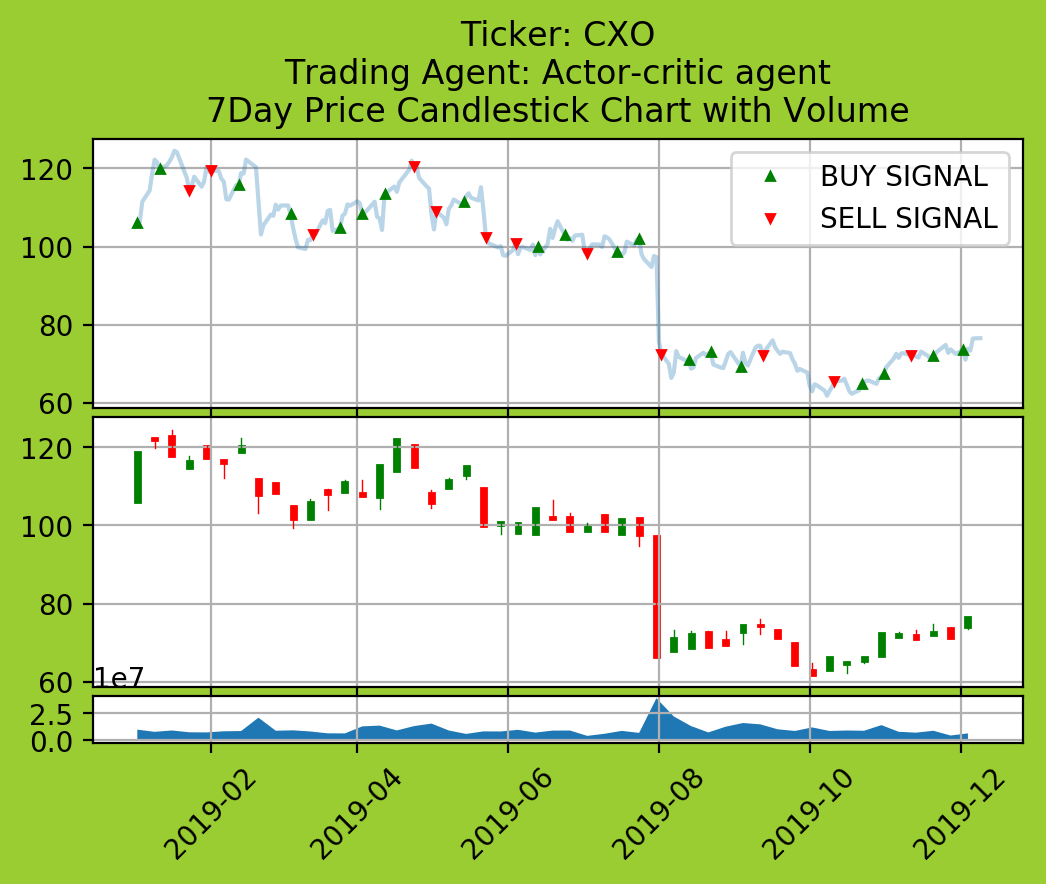 Ticker: CXO
Trading Agent: Actor-critic agent
7Day Price Candlestick Chart with Volume
120
100
80
60
BUY SIGNAL
SELL SIGNAL
120
100
80
60
1e7
2.5
0.0
2019-02
2019-04
2019-06
2019-08
2019-10
2019-12